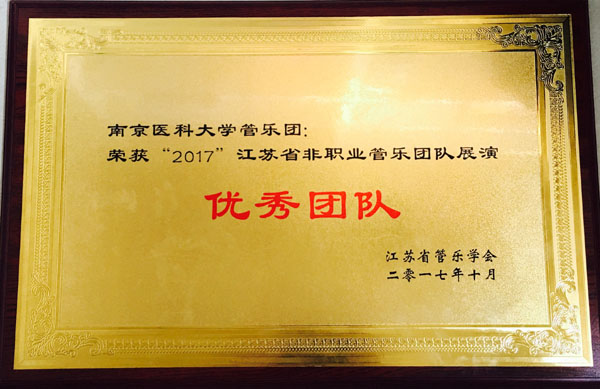 南京医科大学管乐团：
荣获“2017”江苏省非职业管乐团队展演
优秀团队
江苏省管乐学会
二零一七年十月